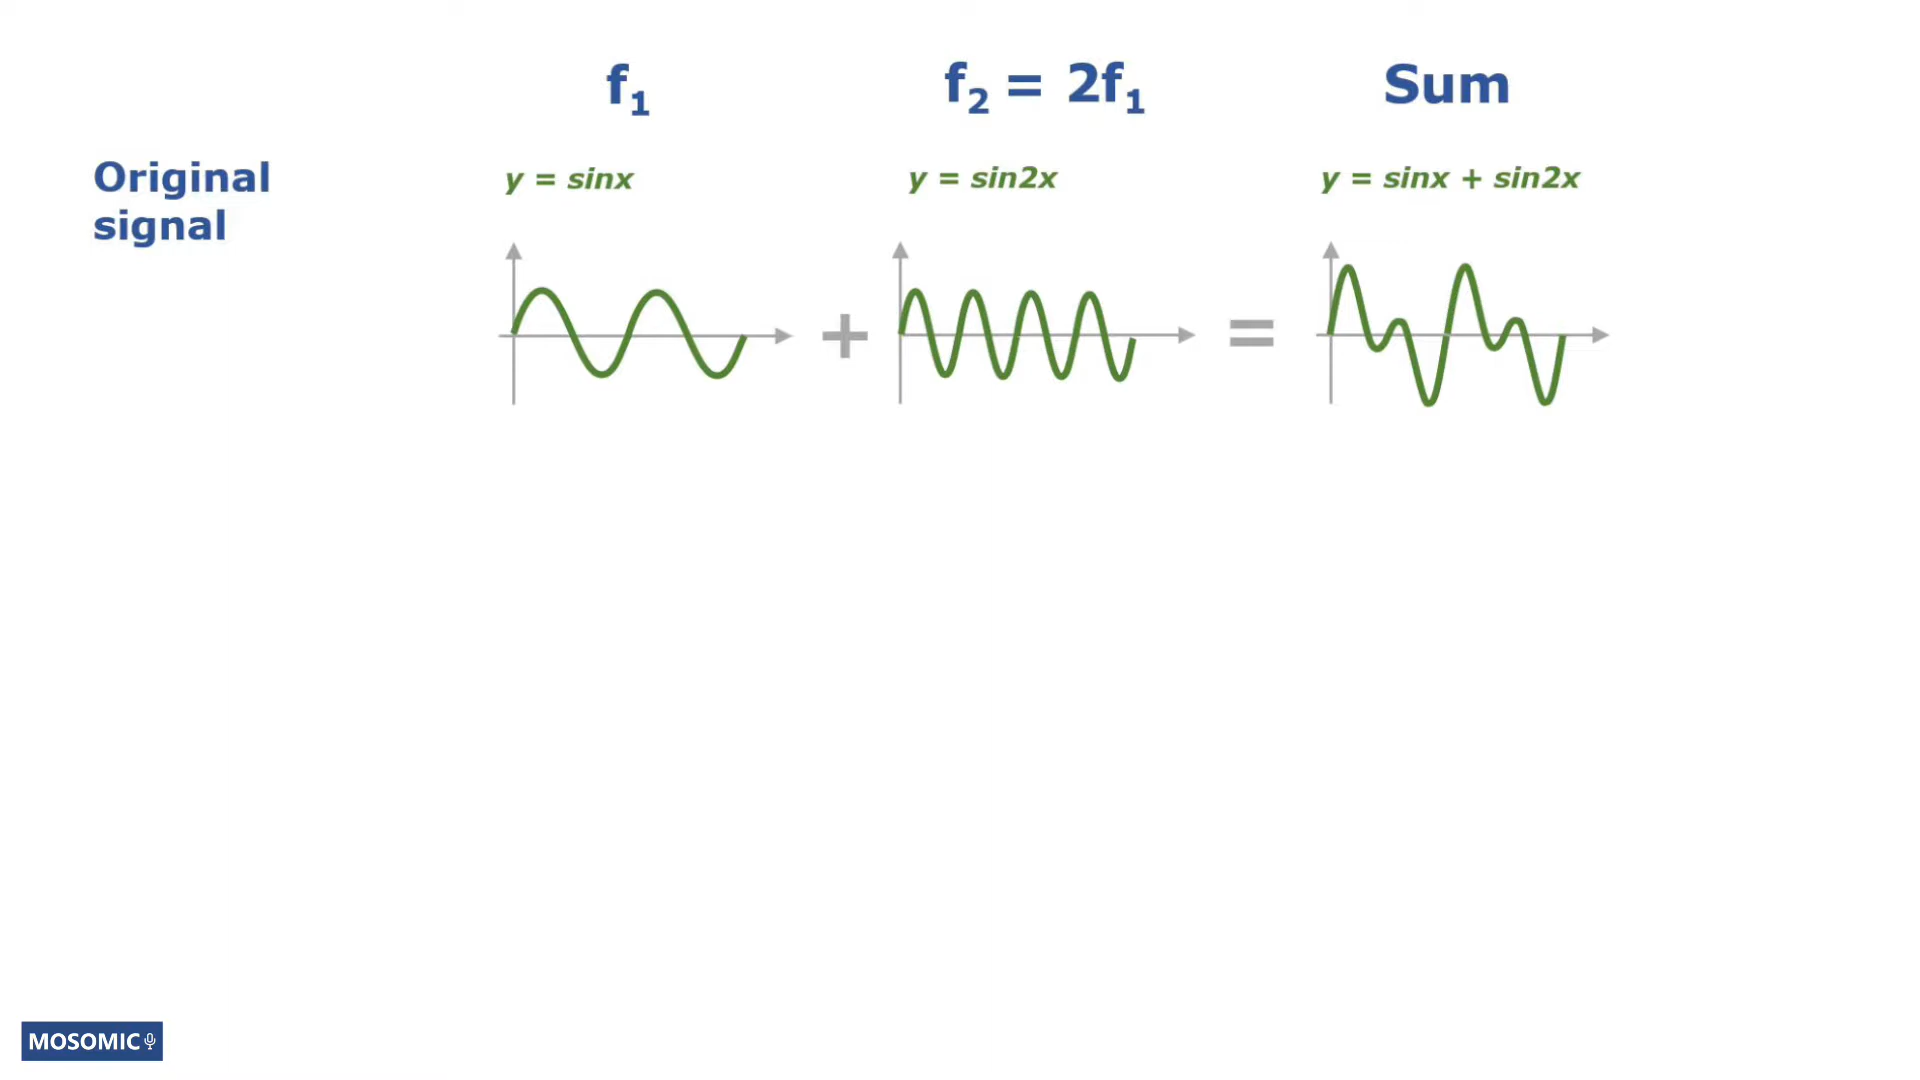 f₁
f₂ = 2f₁
Sum
Original
signal
y = sinx
y = sin2x
y = sinx + sin2x
+
=
MOSOMIC